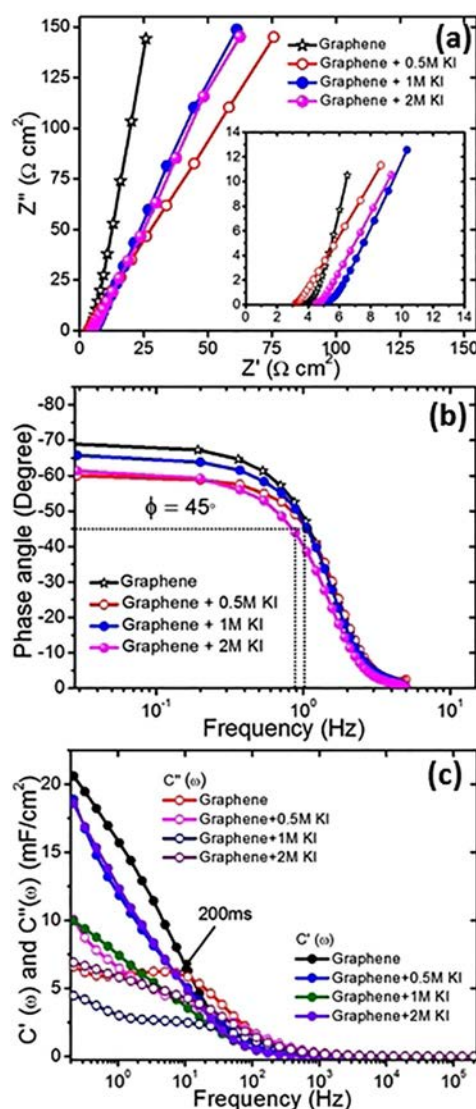 (a)
Graphene
Graphene + 0.5M KI
Graphene + 1M KI
Graphene + 2M KI
150
125
100
75
50
25
0
Z" (Ω cm²)
14
12
10
8
6
4
2
0
0 2 4 6 8 10 12 14
0 25 50 75 100 125 150
Z' (Ω cm²)
(b)
-80
-70
-60
-50
-40
-30
-20
-10
0
Phase angle (Degree)
ϕ = 45°
Graphene
Graphene + 0.5M KI
Graphene + 1M KI
Graphene + 2M KI
10⁻¹ 10⁰ 10¹
Frequency (Hz)
(c)
20
15
10
5
0
C' (ω) and C"(ω) (mF/cm²)
C" (ω)
Graphene
Graphene+0.5M KI
Graphene+1M KI
Graphene+2M KI
200ms
C' (ω)
Graphene
Graphene+0.5M KI
Graphene+1M KI
Graphene+2M KI
10⁰ 10¹ 10² 10³ 10⁴ 10⁵
Frequency (Hz)